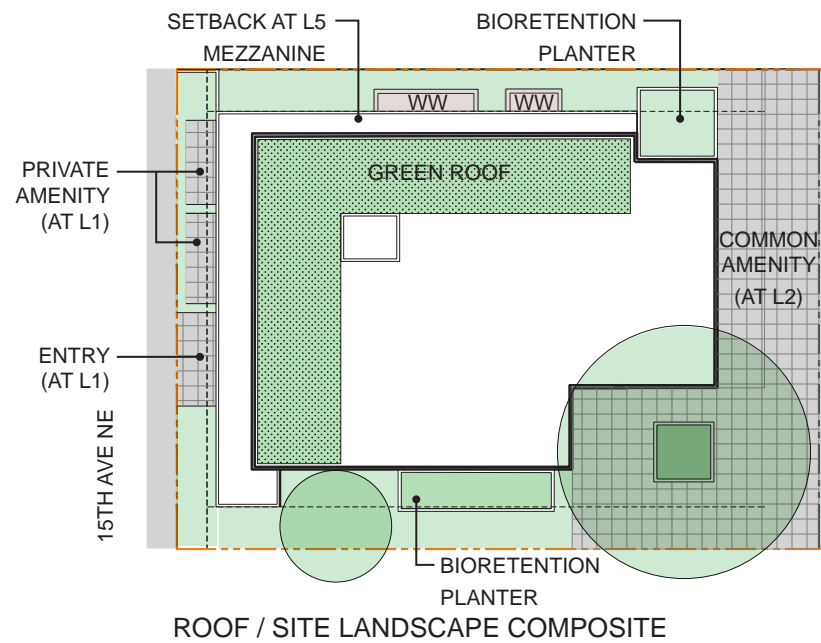 SETBACK AT L5
MEZZANINE
BIORETENTION
PLANTER
WW
WW
GREEN ROOF
PRIVATE
AMENITY
(AT L1)
COMMON
AMENITY
(AT L2)
ENTRY
(AT L1)
15TH AVE NE
BIORETENTION
PLANTER
ROOF / SITE LANDSCAPE COMPOSITE